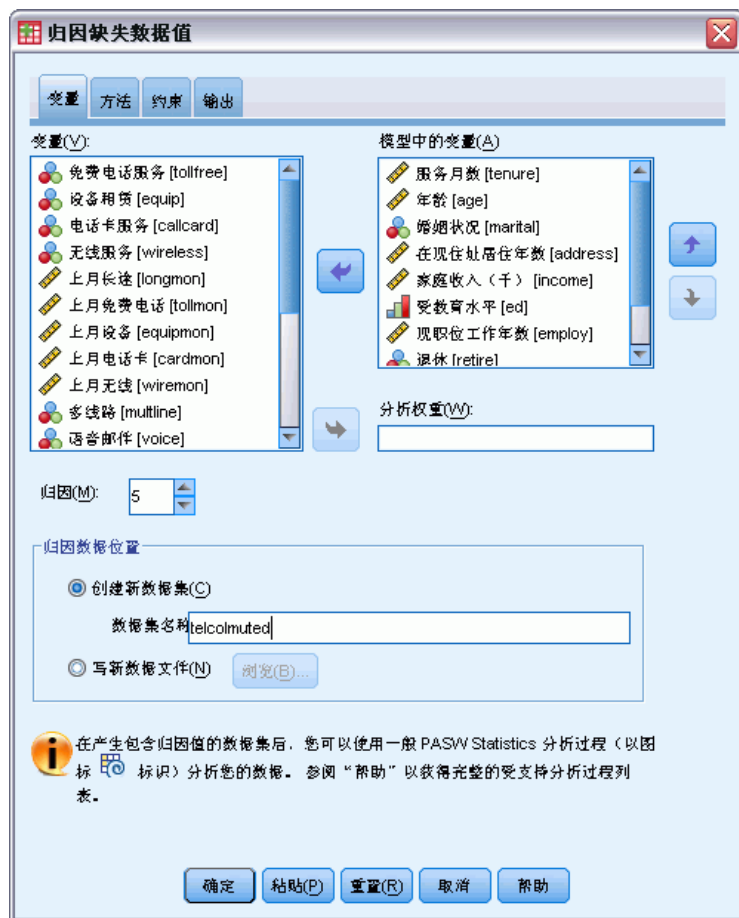 归因缺失数据值
变量 方法 约束 输出
变量(V):
免费电话服务 [tollfree]
设备租赁 [equip]
电话卡服务 [callcard]
无线服务 [wireless]
上月长途 [longmon]
上月免费电话 [tollmon]
上月设备 [equipmon]
上月电话卡 [cardmon]
上月无线 [wiremon]
多线路 [multline]
语音邮件 [voice]
模型中的变量(A)
服务月数 [tenure]
年龄 [age]
婚姻状况 [marital]
在现住址居住年数 [address]
家庭收入（千） [income]
受教育水平 [ed]
现职位工作年数 [employ]
退休 [retire]
分析权重(W):
归因(M): 5
归因数据位置
创建新数据集(C)
数据集名称 telcolmuted
写新数据文件(N) 浏览(B)...
在产生包含归因值的数据集后，您可以使用一般 PASW Statistics 分析过程（以图
标 标识）分析您的数据。 参阅“帮助”以获得完整的受支持分析过程列
表。
确定 粘贴(P) 重置(R) 取消 帮助